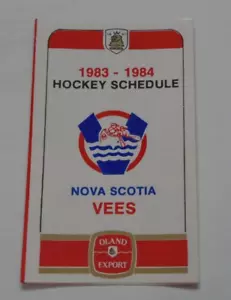 1983 - 1984
HOCKEY SCHEDULE
NOVA SCOTIA
VEES
OLAND
EXPORT